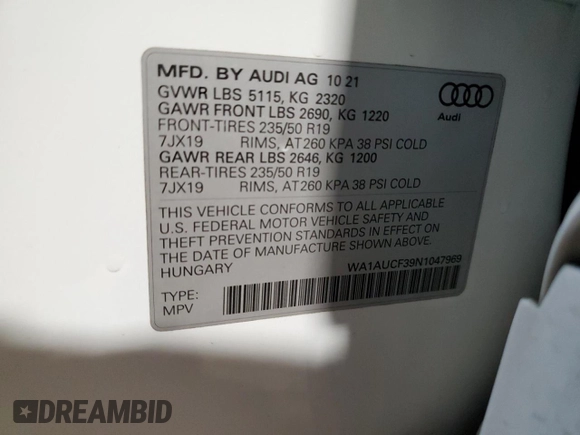 MFD. BY AUDI AG 10 21
GVWR LBS 5115, KG 2320
GAWR FRONT LBS 2690, KG 1220
FRONT-TIRES 235/50 R19
7JX19 RIMS, AT260 KPA 38 PSI COLD
GAWR REAR LBS 2646, KG 1200
REAR-TIRES 235/50 R19
7JX19 RIMS, AT260 KPA 38 PSI COLD
Audi
THIS VEHICLE CONFORMS TO ALL APPLICABLE
U.S. FEDERAL MOTOR VEHICLE SAFETY AND
THEFT PREVENTION STANDARDS IN EFFECT ON
THE DATE OF MANUFACTURE SHOWN ABOVE
HUNGARY
WA1AUCF39N1047969
TYPE:
MPV
DREAMBID